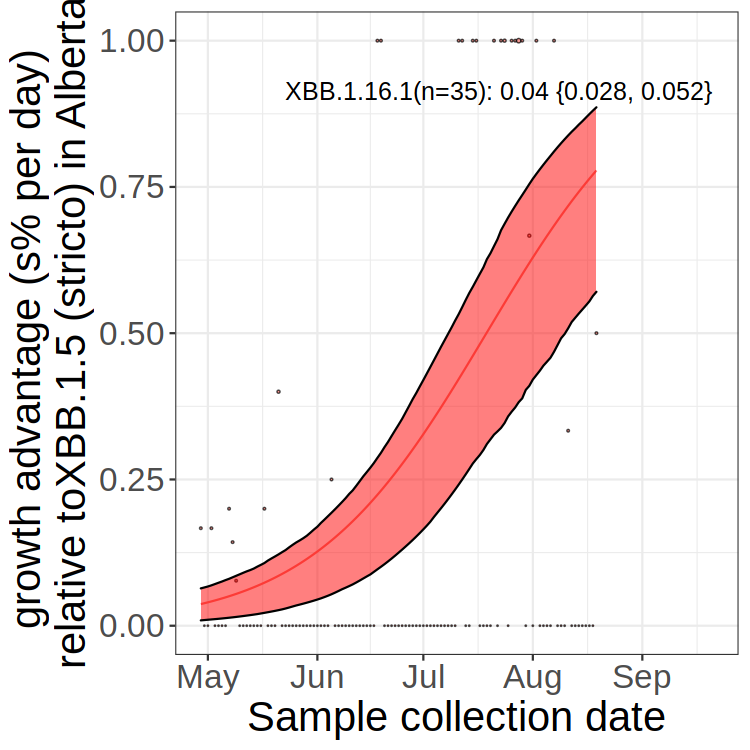 growth advantage (s% per day)
relative toXBB.1.5 (stricto) in Alberta
1.00
0.75
0.50
0.25
0.00
XBB.1.16.1(n=35): 0.04 {0.028, 0.052}
May Jun Jul Aug Sep
Sample collection date